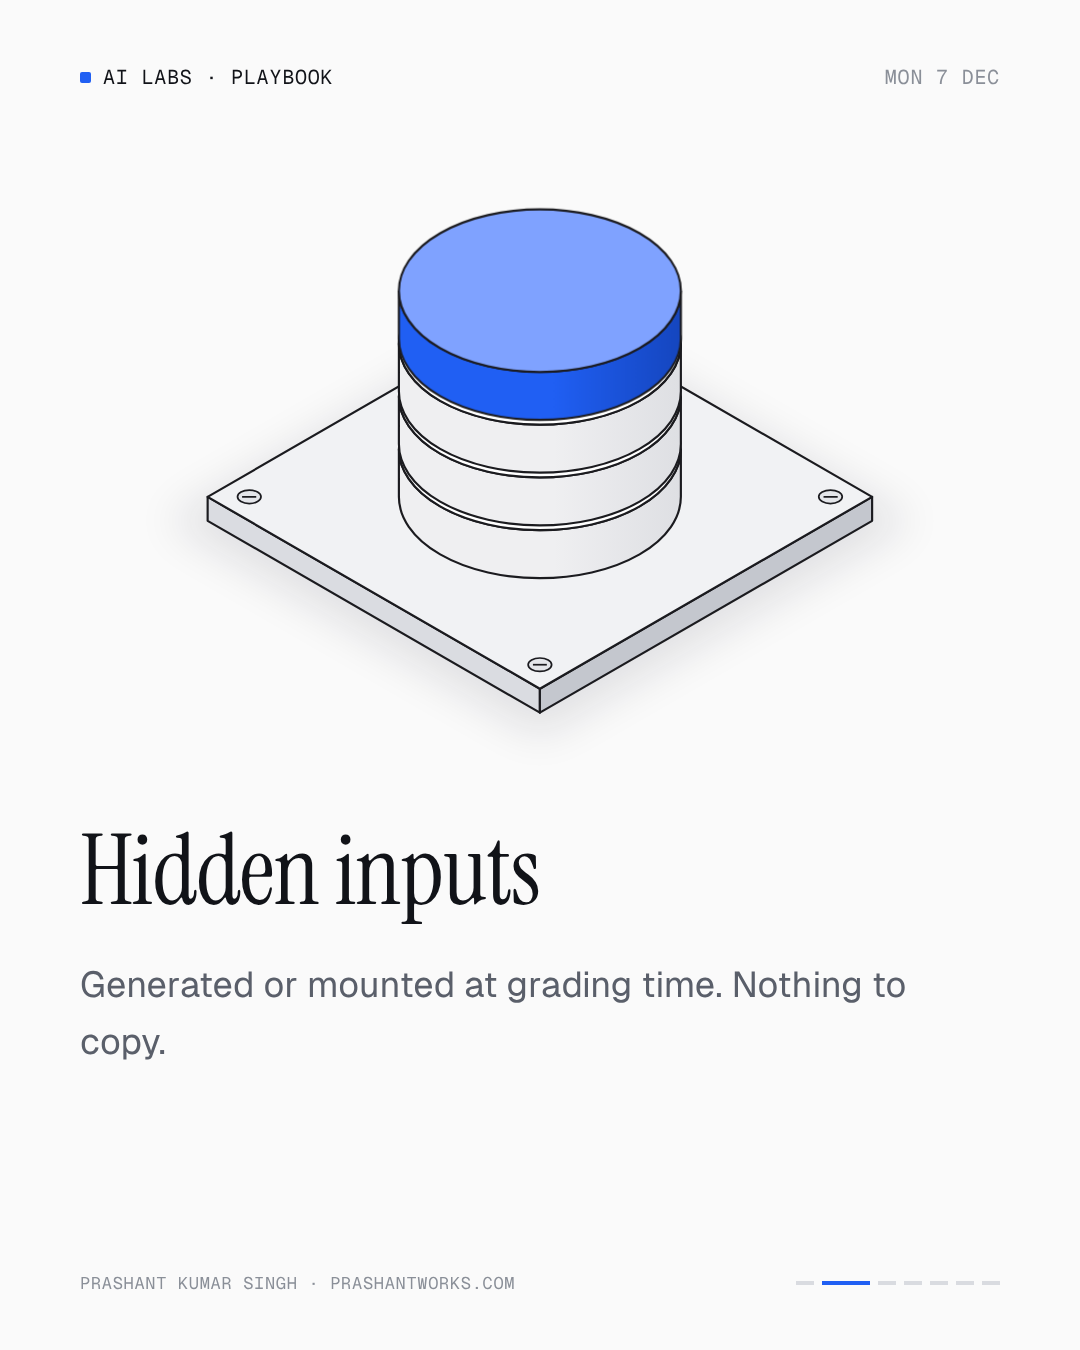 AI LABS · PLAYBOOK
MON 7 DEC
Hidden inputs
Generated or mounted at grading time. Nothing to
copy.
PRASHANT KUMAR SINGH · PRASHANTWORKS.COM